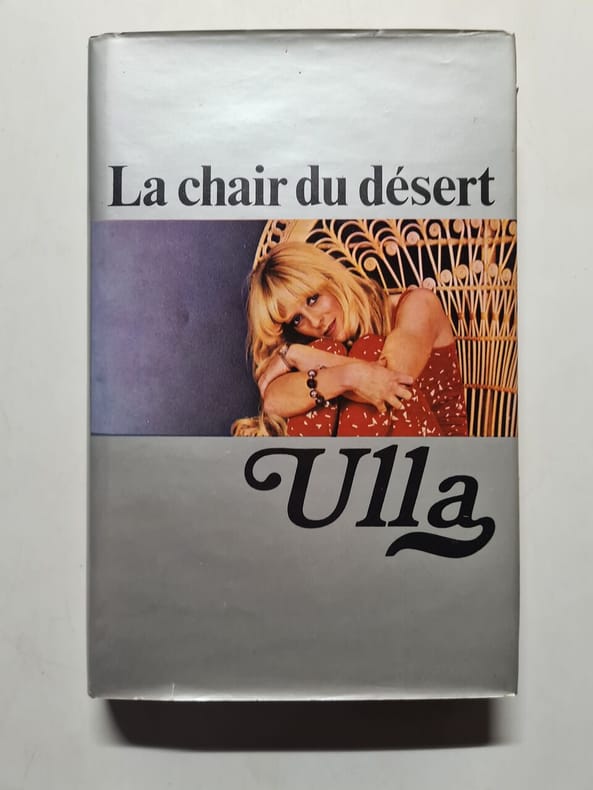 La chair du désert
Ulla